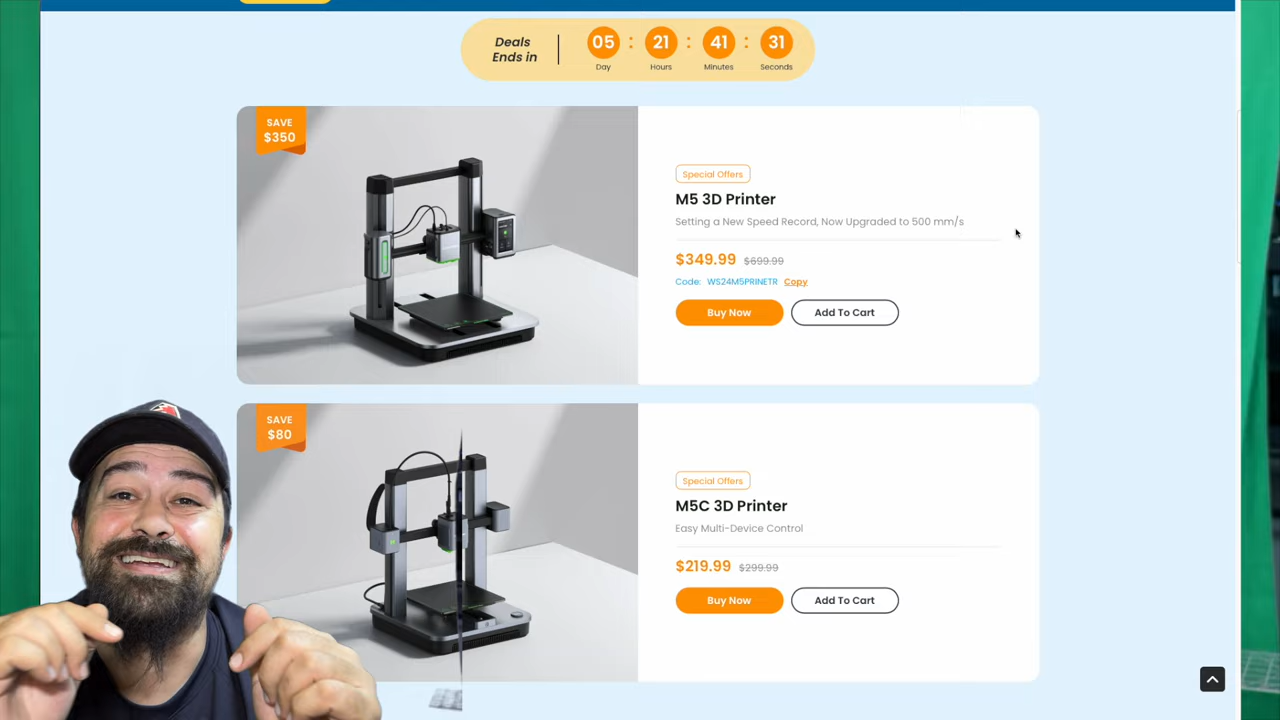 Deals
Ends in
05 : 21 : 41 : 31
Day Hours Minutes Seconds
SAVE
$350
Special Offers
M5 3D Printer
Setting a New Speed Record, Now Upgraded to 500 mm/s
$349.99 $699.99
Code: WS24M5PRINETR Copy
Buy Now Add To Cart
SAVE
$80
Special Offers
M5C 3D Printer
Easy Multi-Device Control
$219.99 $299.99
Buy Now Add To Cart